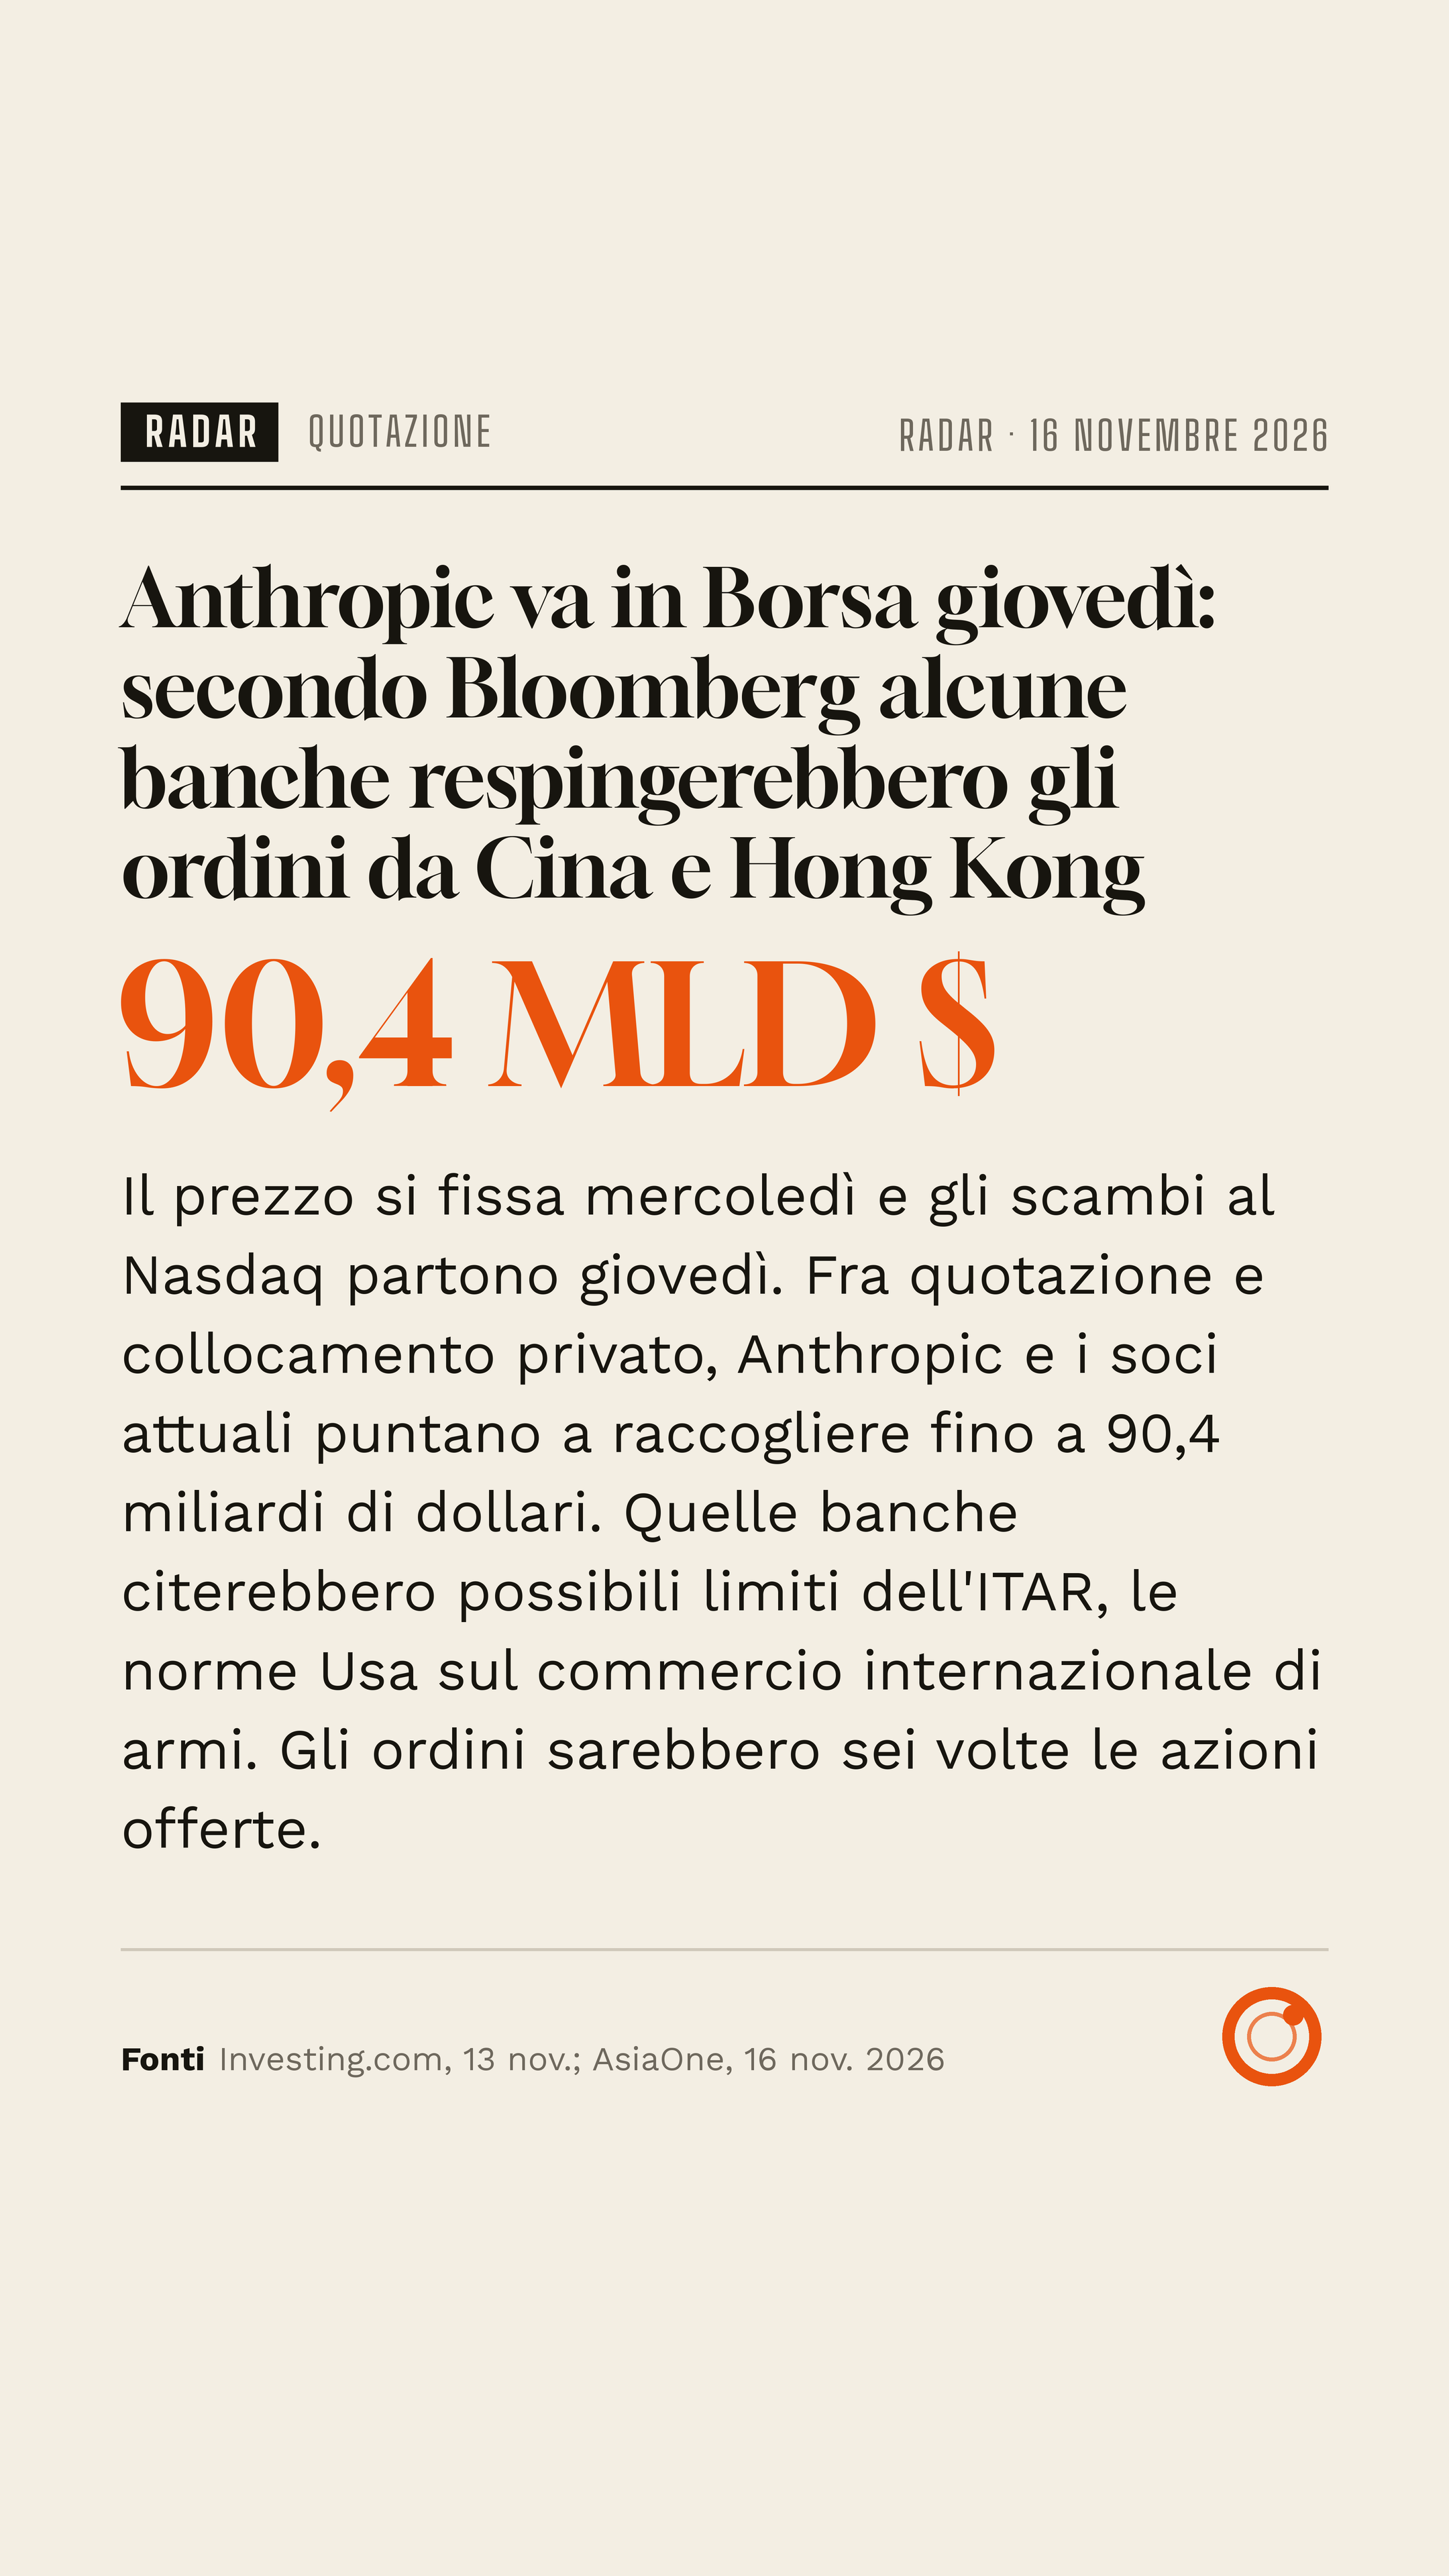 RADAR QUOTAZIONE RADAR · 16 NOVEMBRE 2026
Anthropic va in Borsa giovedì:
secondo Bloomberg alcune
banche respingerebbero gli
ordini da Cina e Hong Kong
90,4 MLD $
Il prezzo si fissa mercoledì e gli scambi al
Nasdaq partono giovedì. Fra quotazione e
collocamento privato, Anthropic e i soci
attuali puntano a raccogliere fino a 90,4
miliardi di dollari. Quelle banche
citerebbero possibili limiti dell'ITAR, le
norme Usa sul commercio internazionale di
armi. Gli ordini sarebbero sei volte le azioni
offerte.
Fonti Investing.com, 13 nov.; AsiaOne, 16 nov. 2026